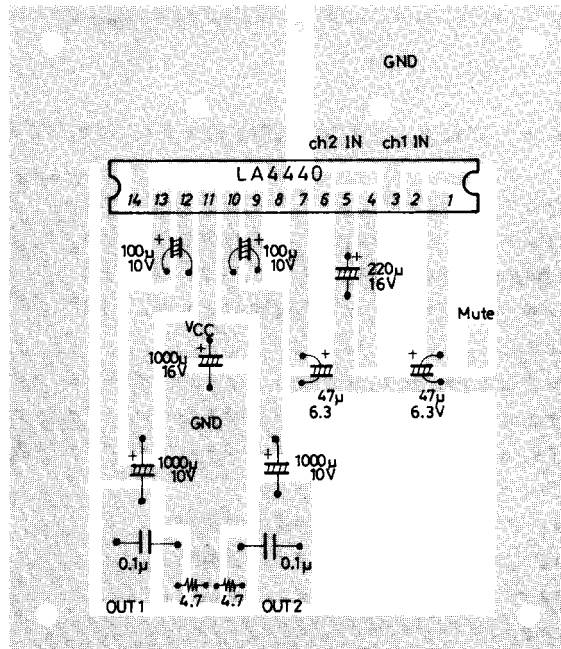 GND
ch2 IN ch1 IN
LA4440
14 13 12 11 10 9 8 7 6 5 4 3 2 1
+ 100μ 10V
+ 100μ 10V
+ 220μ 16V
Mute
VCC
+ 1000μ 16V
+ 47μ 6.3
+ 47μ 6.3V
GND
+ 1000μ 10V
+ 1000μ 10V
0.1μ
0.1μ
4.7 4.7
OUT1 OUT2